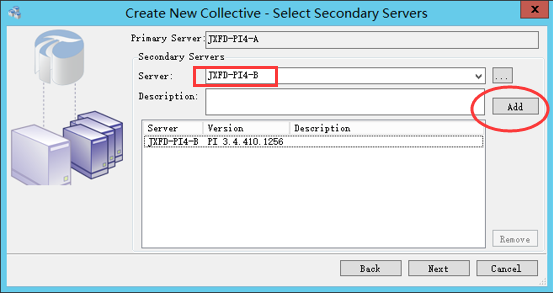 Create New Collective - Select Secondary Servers
X
Primary Server: JXFD-PI4-A
Secondary Servers
Server: JXFD-PI4-B ...
Description: Add
Server Version Description
JXFD-PI4-B PI 3.4.410.1256
Remove
Back Next Cancel